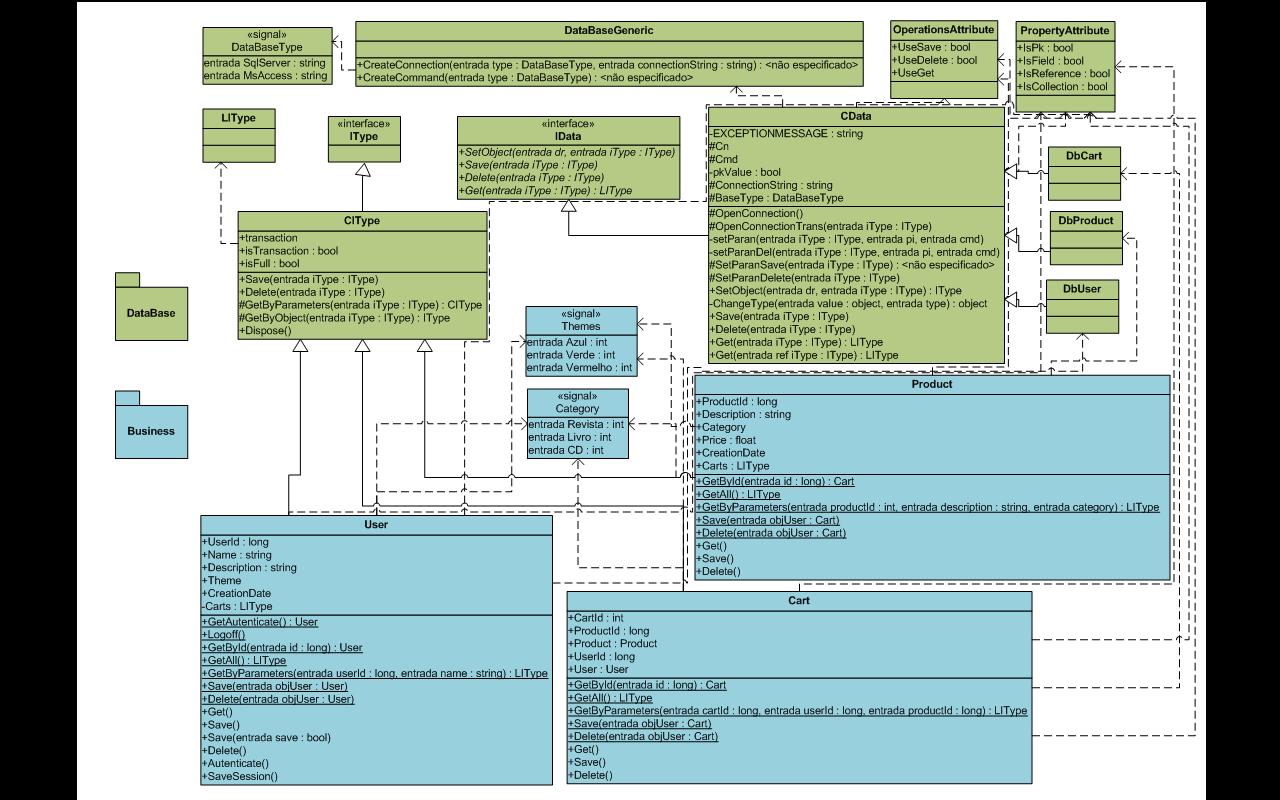 «signal»
DataBaseType
entrada SqlServer : string
entrada MsAccess : string
DataBaseGeneric
+CreateConnection(entrada type : DataBaseType, entrada connectionString : string) : <não especificado>
+CreateCommand(entrada type : DataBaseType) : <não especificado>
OperationsAttribute
+UseSave : bool
+UseDelete : bool
+UseGet
PropertyAttribute
+IsPk : bool
+IsField : bool
+IsReference : bool
+IsCollection : bool
LIType
«interface»
IType
«interface»
IData
+SetObject(entrada dr, entrada iType : IType)
+Save(entrada iType : IType)
+Delete(entrada iType : IType)
+Get(entrada iType : IType) : LIType
CData
-EXCEPTIONMESSAGE : string
#Cn
#Cmd
-pkValue : bool
#ConnectionString : string
#BaseType : DataBaseType
#OpenConnection()
#OpenConnectionTrans(entrada iType : IType)
-setParan(entrada iType : IType, entrada pi, entrada cmd)
-setParanDel(entrada iType : IType, entrada pi, entrada cmd)
#SetParanSave(entrada iType : IType) : <não especificado>
#SetParanDelete(entrada iType : IType)
+SetObject(entrada dr, entrada iType : IType) : IType
-ChangeType(entrada value : object, entrada type) : object
+Save(entrada iType : IType)
+Delete(entrada iType : IType)
+Get(entrada iType : IType) : LIType
+Get(entrada ref iType : IType) : LIType
DbCart
DbProduct
DbUser
CIType
+transaction
+isTransaction : bool
+isFull : bool
+Save(entrada iType : IType)
+Delete(entrada iType : IType)
#GetByParameters(entrada iType : IType) : CIType
#GetByObject(entrada iType : IType) : IType
+Dispose()
DataBase
Business
«signal»
Themes
entrada Azul : int
entrada Verde : int
entrada Vermelho : int
«signal»
Category
entrada Revista : int
entrada Livro : int
entrada CD : int
Product
+ProductId : long
+Description : string
+Category
+Price : float
+CreationDate
+Carts : LIType
+GetById(entrada id : long) : Cart
+GetAll() : LIType
+GetByParameters(entrada productId : int, entrada description : string, entrada category) : LIType
+Save(entrada objUser : Cart)
+Delete(entrada objUser : Cart)
+Get()
+Save()
+Delete()
User
+UserId : long
+Name : string
+Description : string
+Theme
+CreationDate
-Carts : LIType
+GetAutenticate() : User
+Logoff()
+GetById(entrada id : long) : User
+GetAll() : LIType
+GetByParameters(entrada userId : long, entrada name : string) : LIType
+Save(entrada objUser : User)
+Delete(entrada objUser : User)
+Get()
+Save()
+Save(entrada save : bool)
+Delete()
+Autenticate()
+SaveSession()
Cart
+CartId : int
+ProductId : long
+Product : Product
+UserId : long
+User : User
+GetById(entrada id : long) : Cart
+GetAll() : LIType
+GetByParameters(entrada cartId : long, entrada userId : long, entrada productId : long) : LIType
+Save(entrada objUser : Cart)
+Delete(entrada objUser : Cart)
+Get()
+Save()
+Delete()